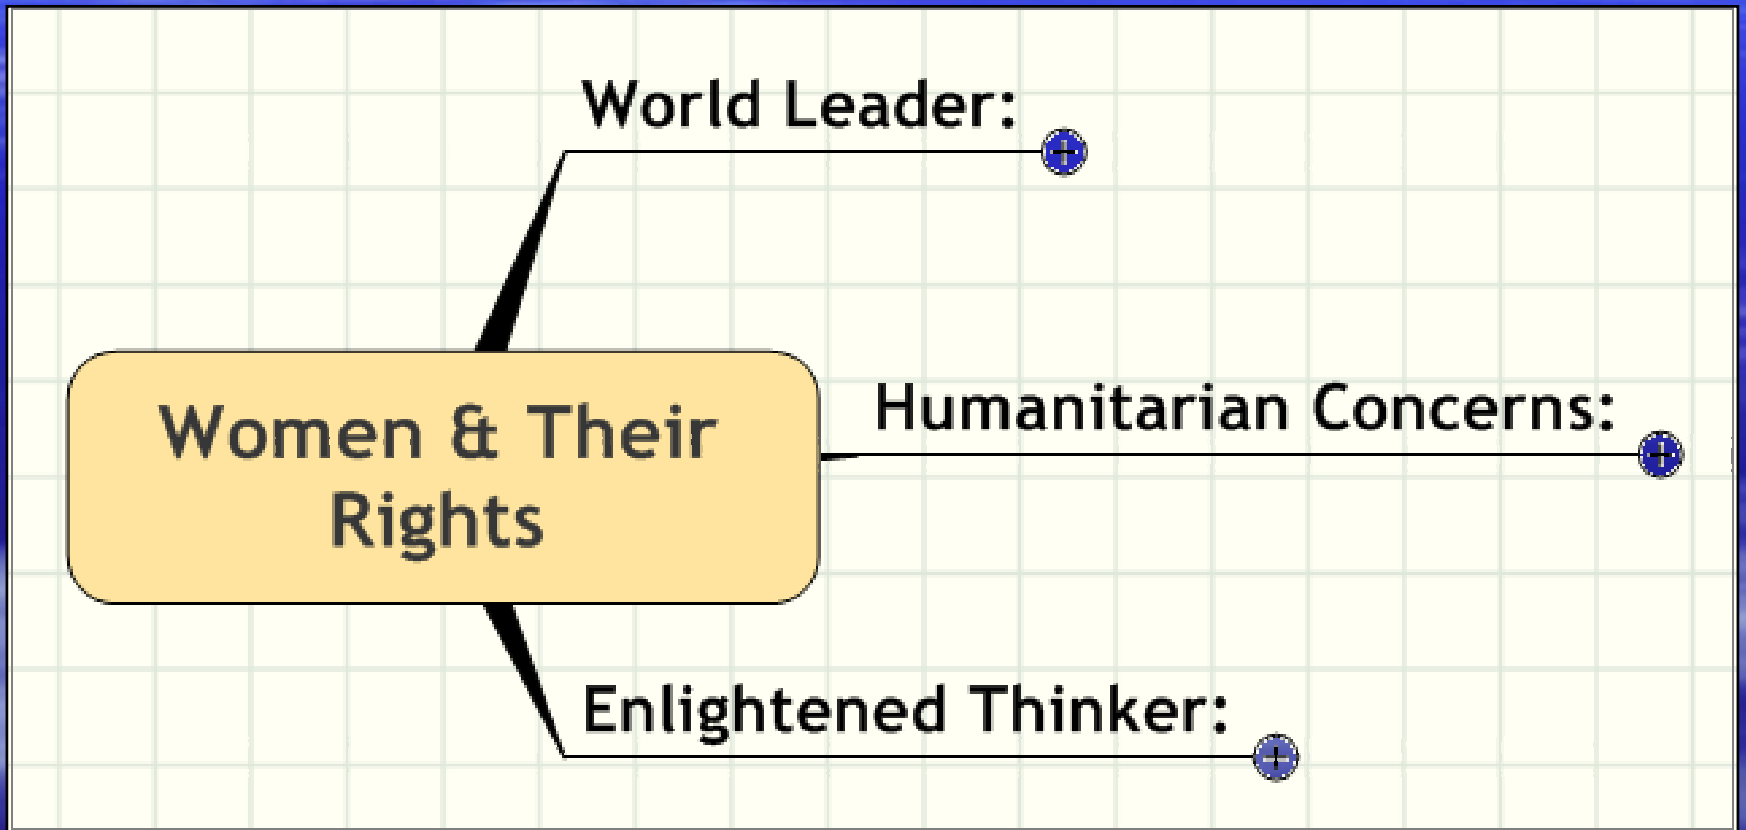 World Leader:
Humanitarian Concerns:
Women & Their
Rights
Enlightened Thinker: